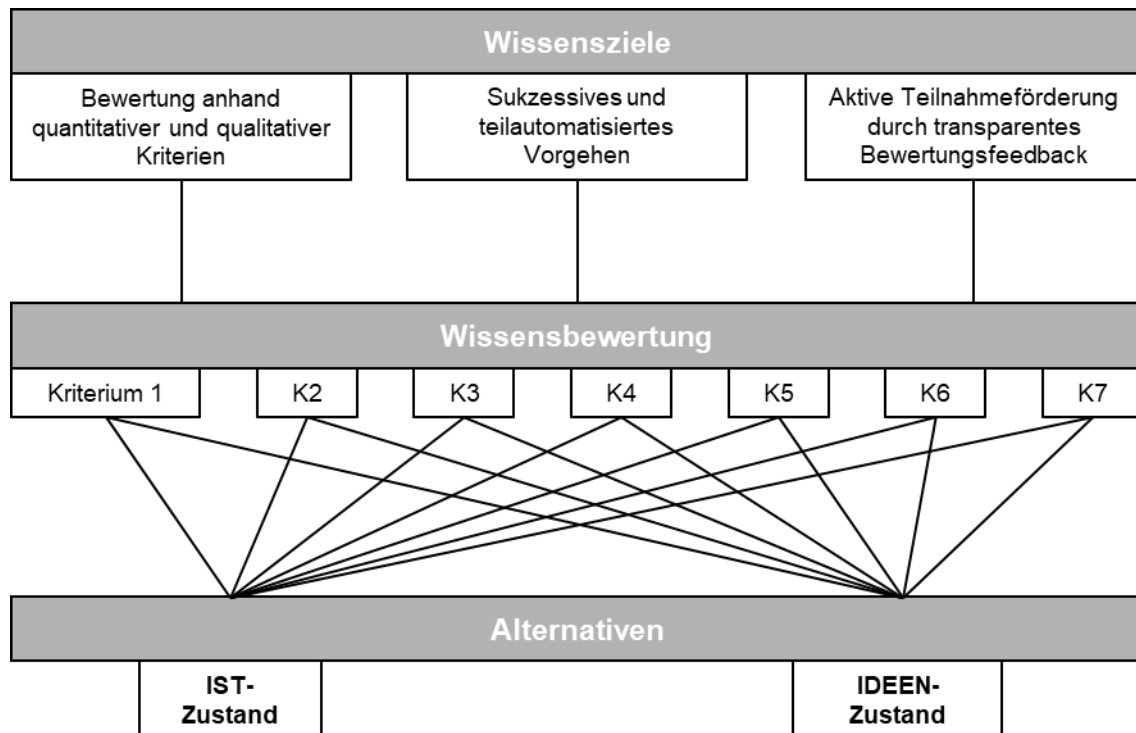 Wissensziele
Bewertung anhand
quantitativer und qualitativer
Kriterien
Sukzessives und
teilautomatisiertes
Vorgehen
Aktive Teilnahmeförderung
durch transparentes
Bewertungsfeedback
Wissensbewertung
Kriterium 1
K2
K3
K4
K5
K6
K7
Alternativen
IST-
Zustand
IDEEN-
Zustand